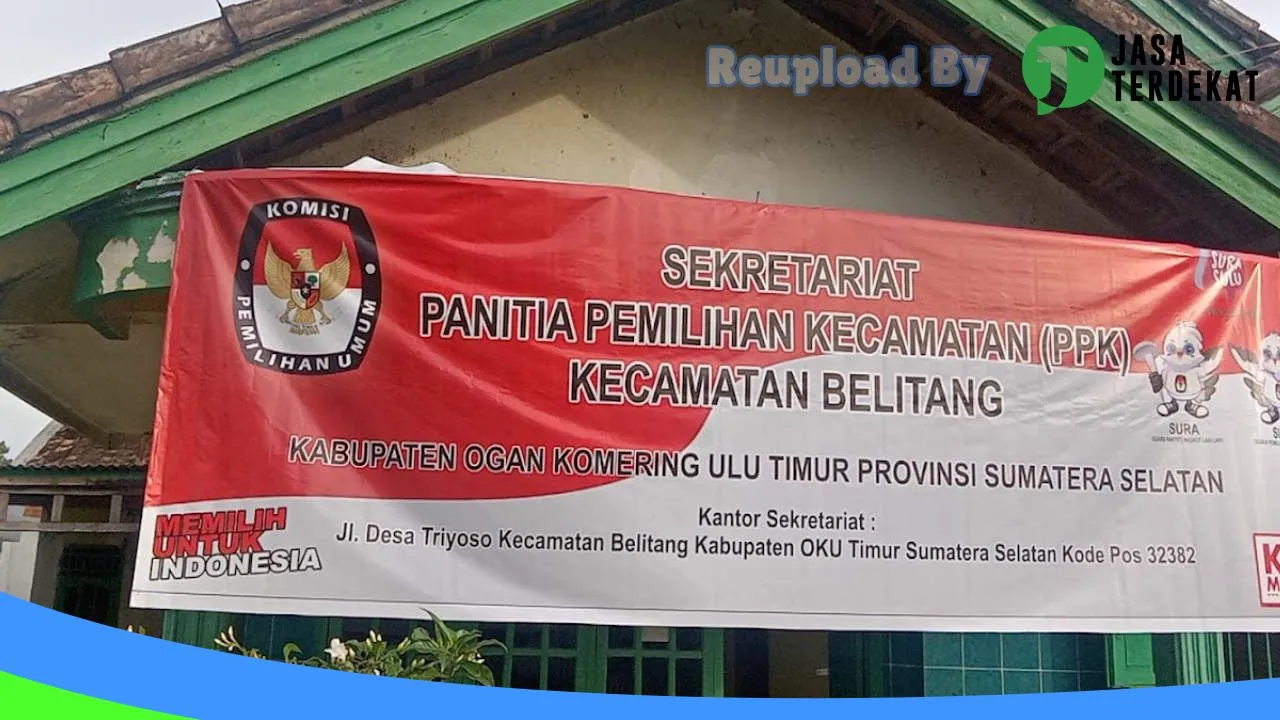 Reupload By
JASA
TERDEKAT
KOMISI
PEMILIHAN UMUM
SEKRETARIAT
PANITIA PEMILIHAN KECAMATAN (PPK)
KECAMATAN BELITANG
KABUPATEN OGAN KOMERING ULU TIMUR PROVINSI SUMATERA SELATAN
SURA
SULU
SURA
MEMILIH
UNTUK
INDONESIA
Kantor Sekretariat :
Jl. Desa Triyoso Kecamatan Belitang Kabupaten OKU Timur Sumatera Selatan Kode Pos 32382